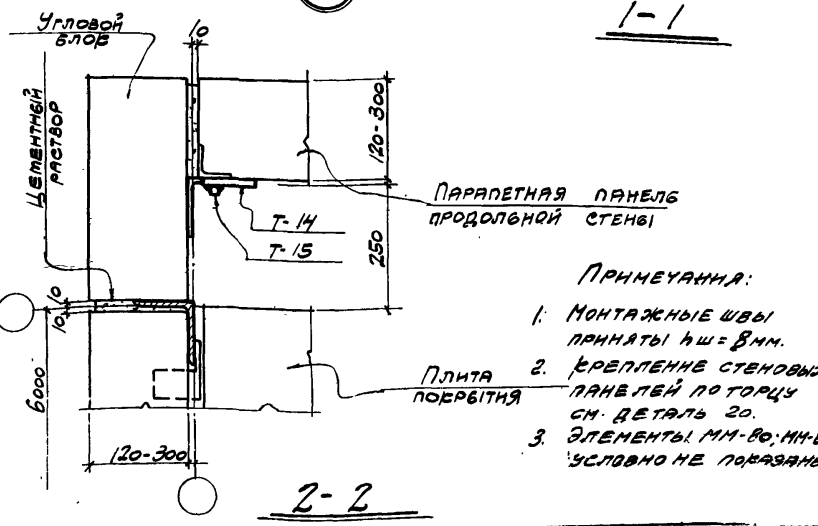 1-1
Угловой
блок
10
Цементный
раствор
120-300
Парапетная панель
продольной стены
Т-14
Т-15
250
10
10
6000
Плита
покрытия
120-300
2-2
Примечания:
1. Монтажные швы
приняты hш = 8мм.
2. Крепление стеновых
панелей по торцу
см. деталь 20.
3. Элементы ММ-80; ММ-
условно не показаны